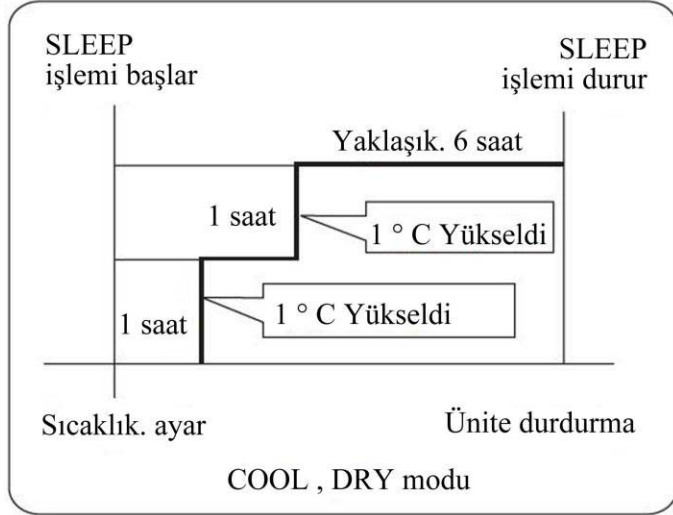 SLEEP
işlemi başlar
SLEEP
işlemi durur
Yaklaşık. 6 saat
1 saat
1 ° C Yükseldi
1 saat
1 ° C Yükseldi
Sıcaklık. ayar
Ünite durdurma
COOL , DRY modu